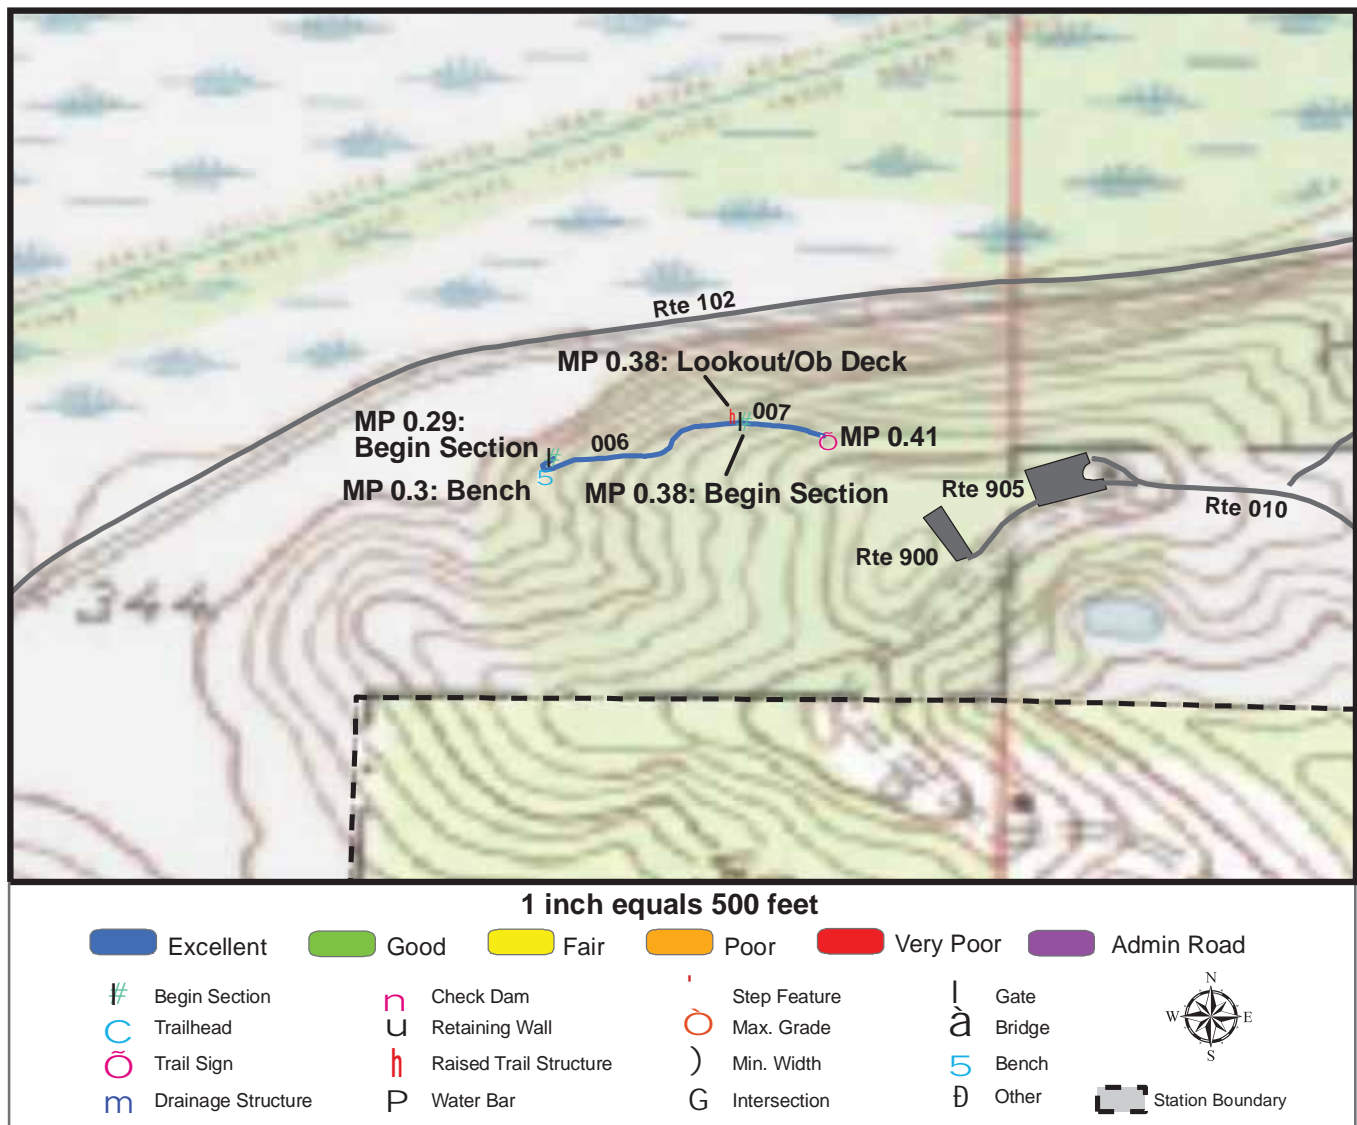 Rte 102
MP 0.38: Lookout/Ob Deck
MP 0.29:
Begin Section
006
007
MP 0.41
MP 0.3: Bench
MP 0.38: Begin Section
Rte 905
Rte 010
Rte 900
344
1 inch equals 500 feet
Excellent
Good
Fair
Poor
Very Poor
Admin Road
# Begin Section
n Check Dam
' Step Feature
| Gate
C Trailhead
u Retaining Wall
Ò Max. Grade
à Bridge
Õ Trail Sign
h Raised Trail Structure
) Min. Width
5 Bench
m Drainage Structure
P Water Bar
G Intersection
Ð Other
Station Boundary
N
W E
S